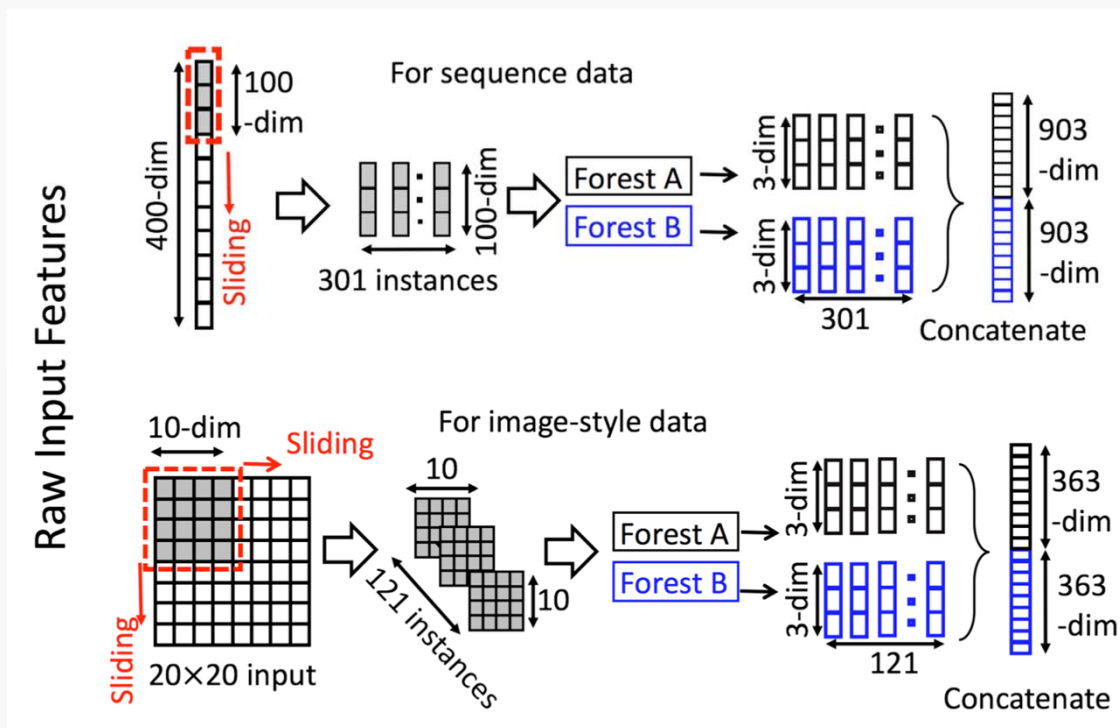 Raw Input Features
For sequence data
400-dim
100
-dim
Sliding
301 instances
100-dim
Forest A
Forest B
3-dim
3-dim
301
903
-dim
903
-dim
Concatenate
For image-style data
10-dim
Sliding
Sliding
20×20 input
10
10
121 instances
Forest A
Forest B
3-dim
3-dim
121
363
-dim
363
-dim
Concatenate